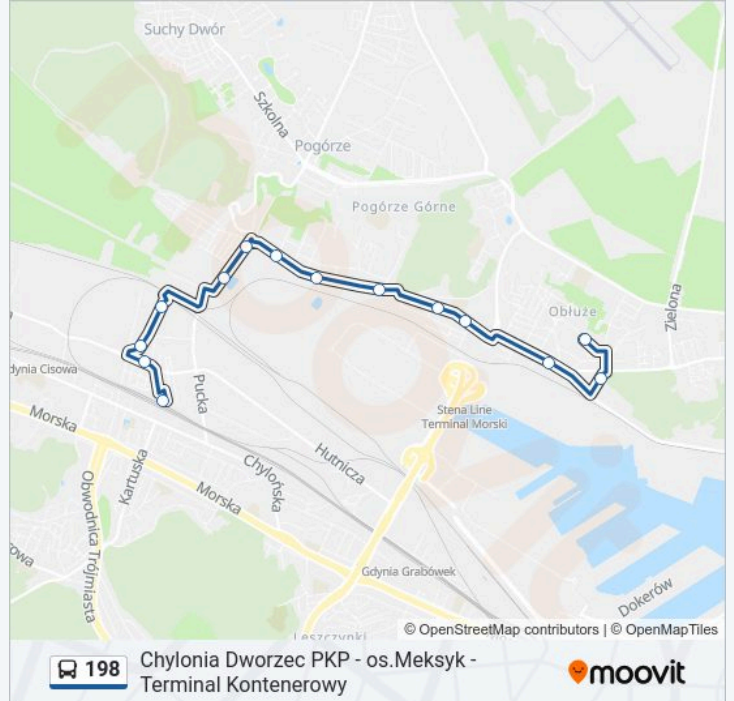 Suchy Dwór
Szkolna
Pogórze
Pogórze Górne
Obłuże
Zielona
dynia Cisowa
Pucka
Stena Line
Terminal Morski
Morska
Kartuska
Hutnicza
Chylońska
Morska
Obwodnica Trójmiasta
owa
Gdynia Grabówek
Dokerów
Leszczynki
© OpenStreetMap contributors | © OpenMapTiles
198
Chylonia Dworzec PKP - os.Meksyk -
Terminal Kontenerowy
moovit